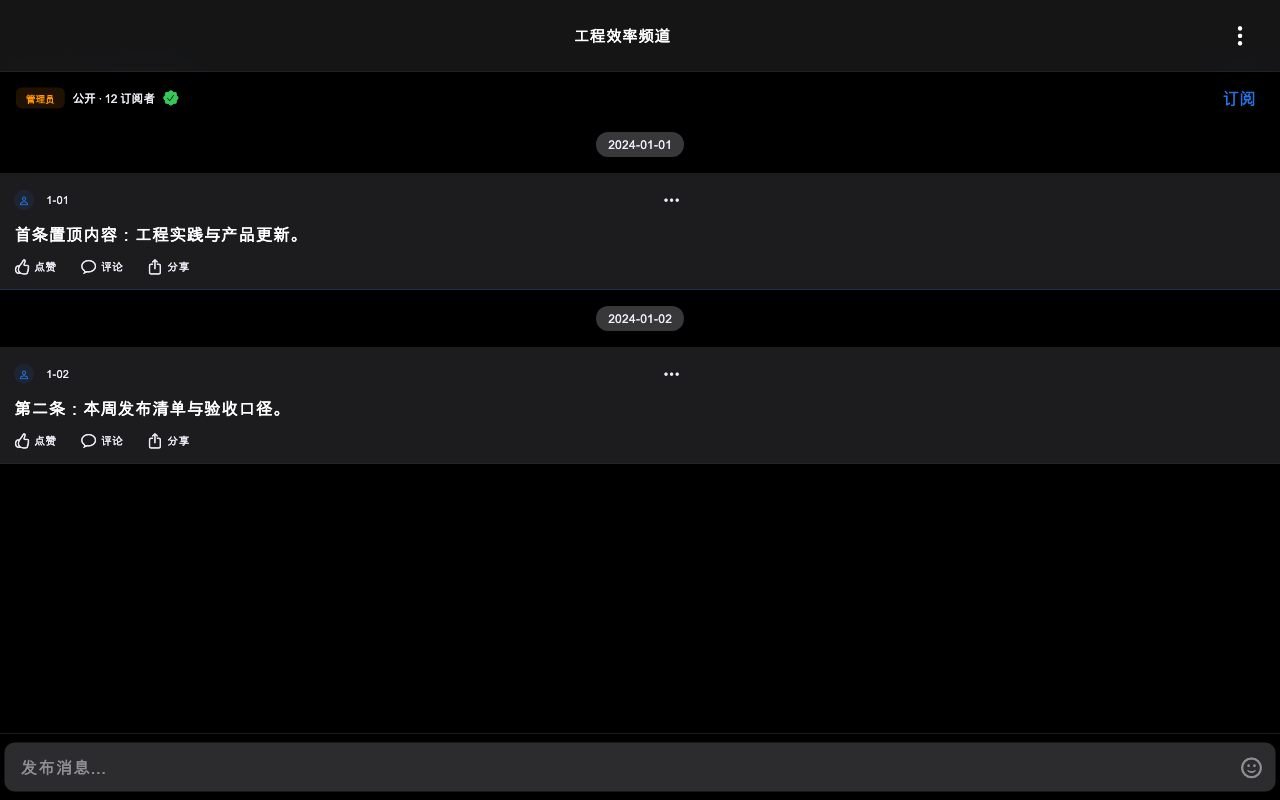 工程效率频道
管理员 公开 · 12 订阅者 订阅
2024-01-01
1-01
首条置顶内容：工程实践与产品更新。
点赞 评论 分享
2024-01-02
1-02
第二条：本周发布清单与验收口径。
点赞 评论 分享
发布消息...